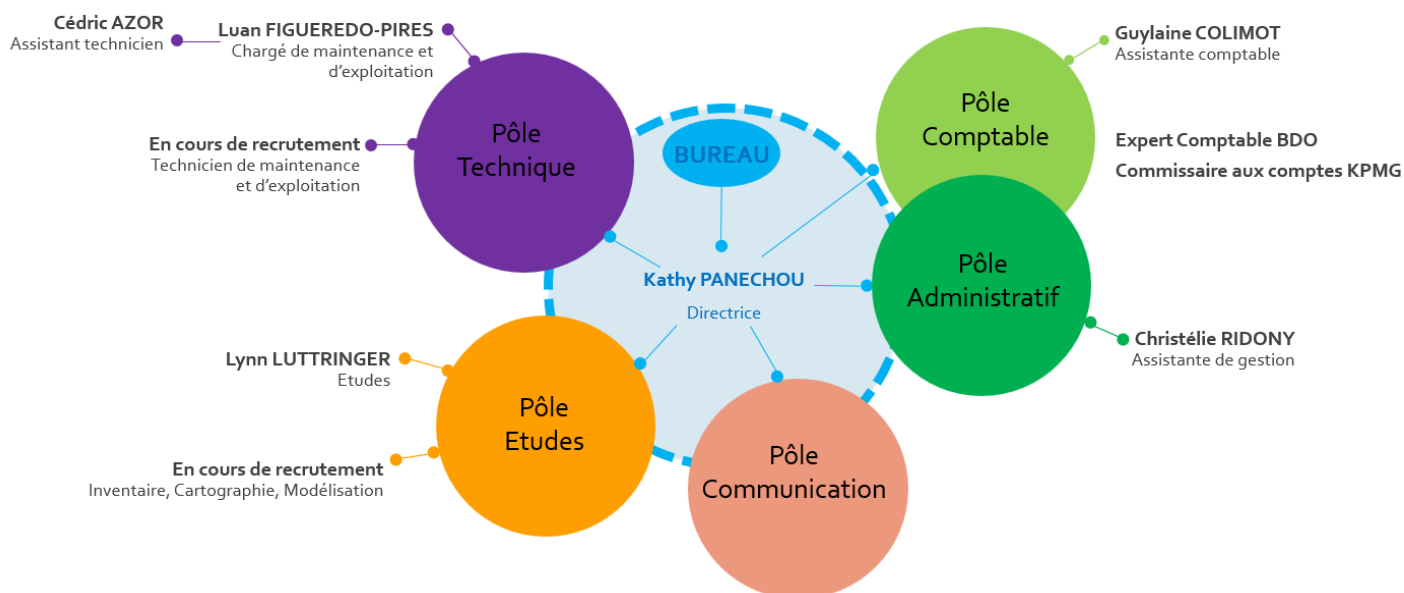 Cédric AZOR
Assistant technicien
Luan FIGUEREDO-PIRES
Chargé de maintenance et
d'exploitation
En cours de recrutement
Technicien de maintenance
et d'exploitation
Pôle
Technique
BUREAU
Pôle
Comptable
Guylaine COLIMOT
Assistante comptable
Expert Comptable BDO
Commissaire aux comptes KPMG
Kathy PANECHOU
Directrice
Pôle
Administratif
Christélie RIDONY
Assistante de gestion
Lynn LUTTRINGER
Etudes
Pôle
Etudes
En cours de recrutement
Inventaire, Cartographie, Modélisation
Pôle
Communication